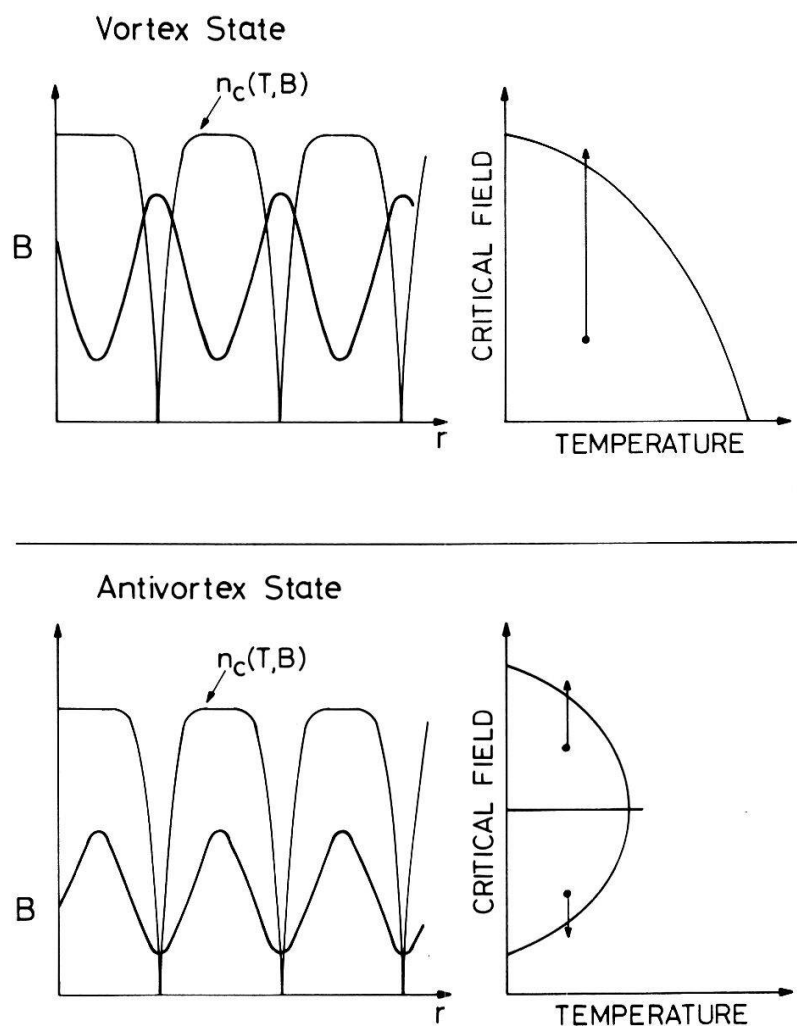 Vortex State
n_c(T,B)
B
r
CRITICAL FIELD
TEMPERATURE
Antivortex State
n_c(T,B)
B
r
CRITICAL FIELD
TEMPERATURE